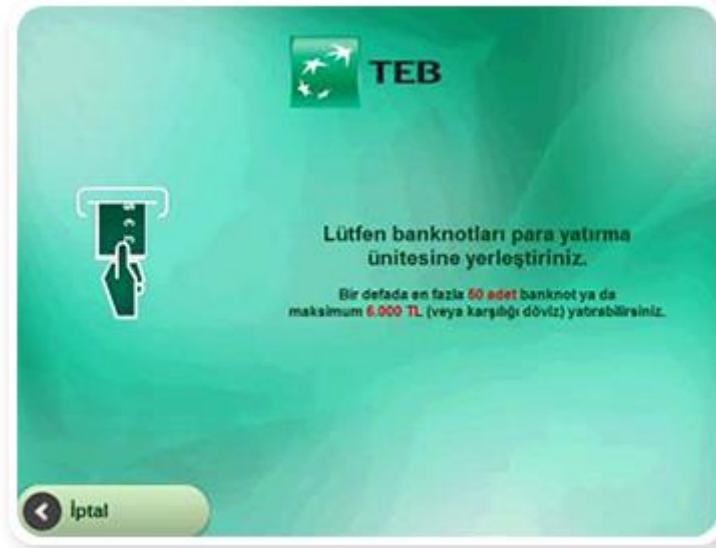 TEB
Lütfen banknotları para yatırma
ünitesine yerleştiriniz.
Bir defada en fazla 50 adet banknot ya da
maksimum 6.000 TL (veya karşılığı döviz) yatırabilirsiniz.
İptal